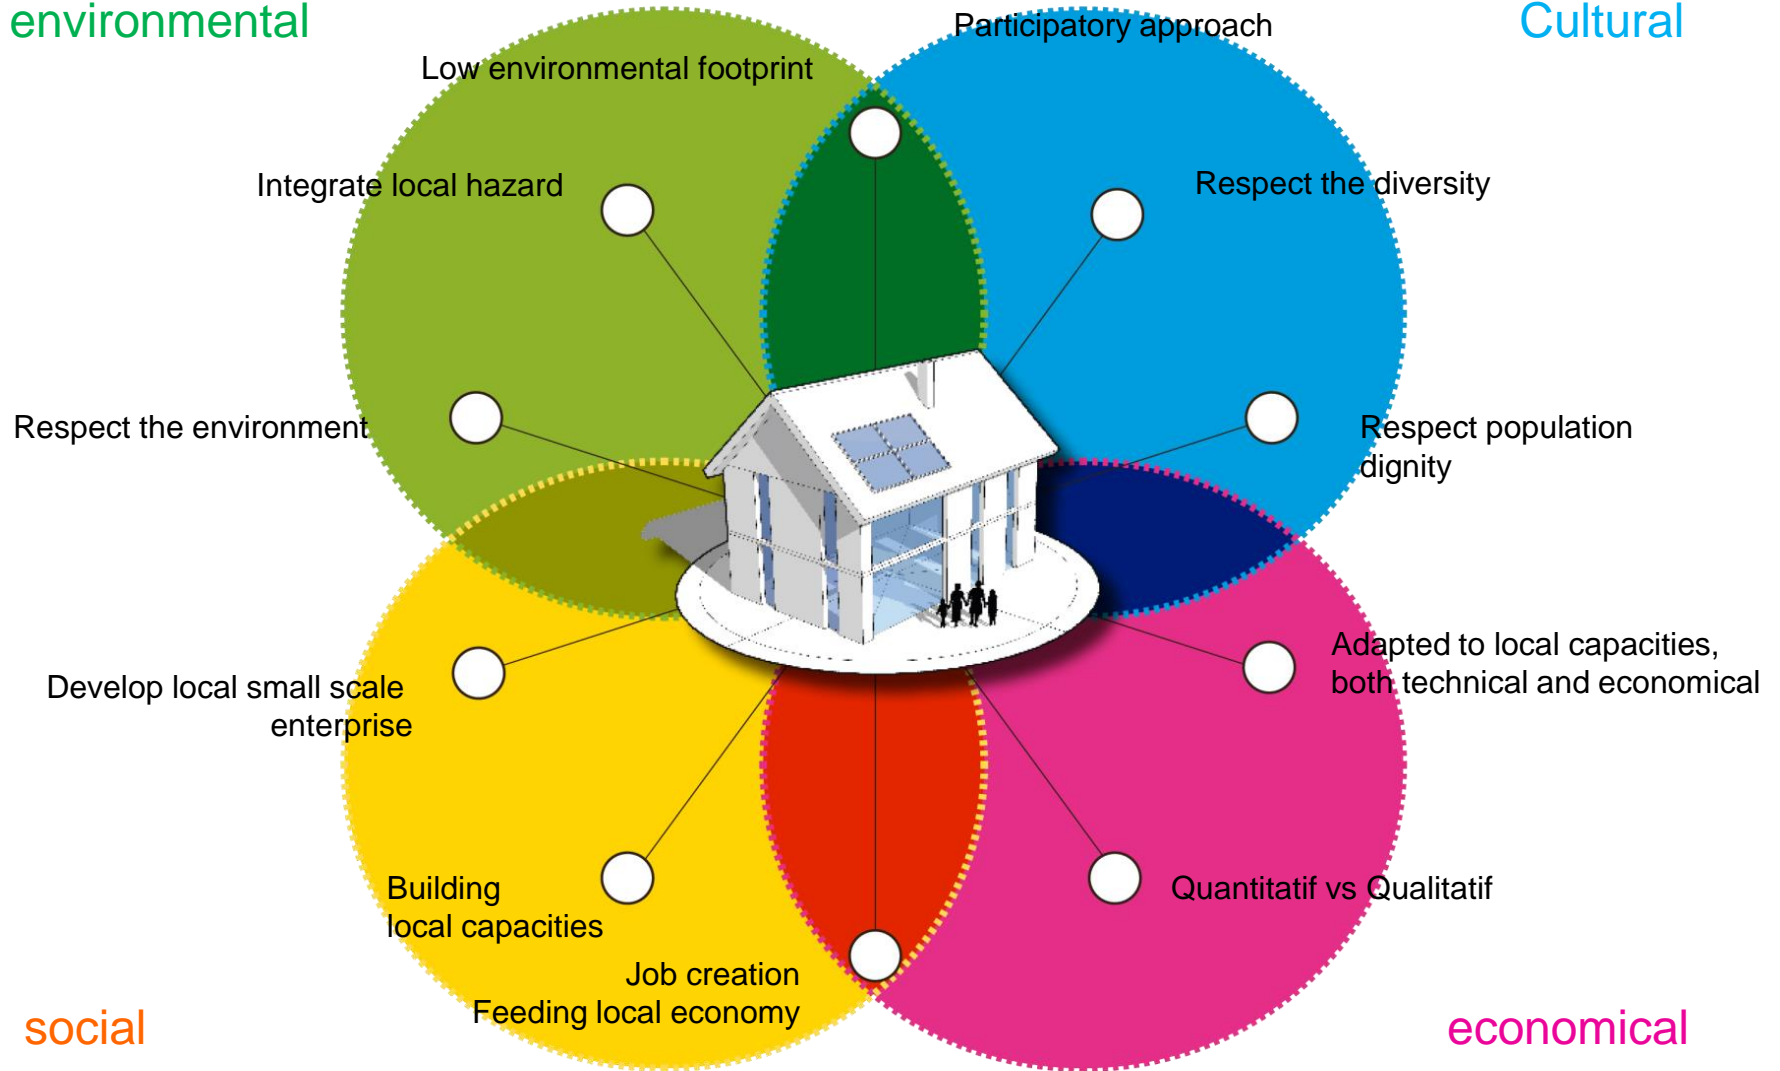 environmental
Participatory approach
Cultural
Low environmental footprint
Integrate local hazard
Respect the diversity
Respect the environment
Respect population
dignity
Adapted to local capacities,
both technical and economical
Develop local small scale
enterprise
Building
local capacities
Quantitatif vs Qualitatif
Job creation
Feeding local economy
social
economical